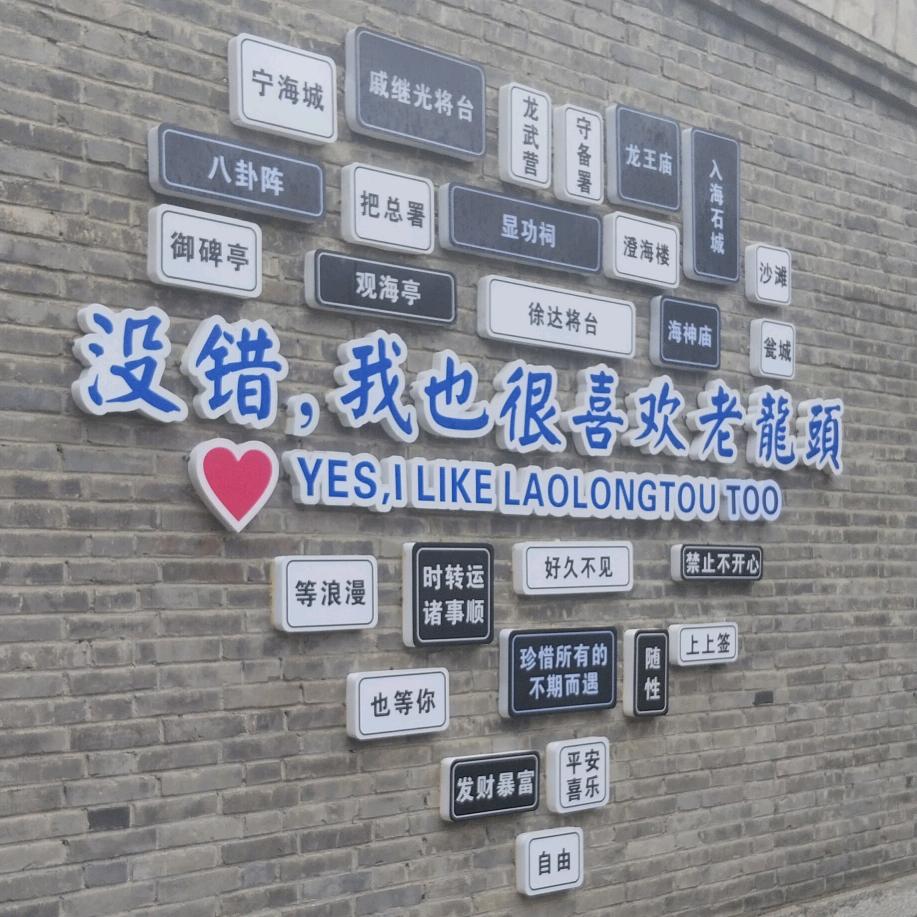 宁海城
戚继光将台
龙武营
守备署
龙王庙
入海石城
八卦阵
把总署
显功祠
澄海楼
沙滩
御碑亭
观海亭
徐达将台
海神庙
瓮城
没错,我也很喜欢老龍頭
YES,I LIKE LAOLONGTOU TOO
等浪漫
时转运
诸事顺
好久不见
禁止不开心
珍惜所有的
不期而遇
随性
上上签
也等你
发财暴富
平安
喜乐
自由